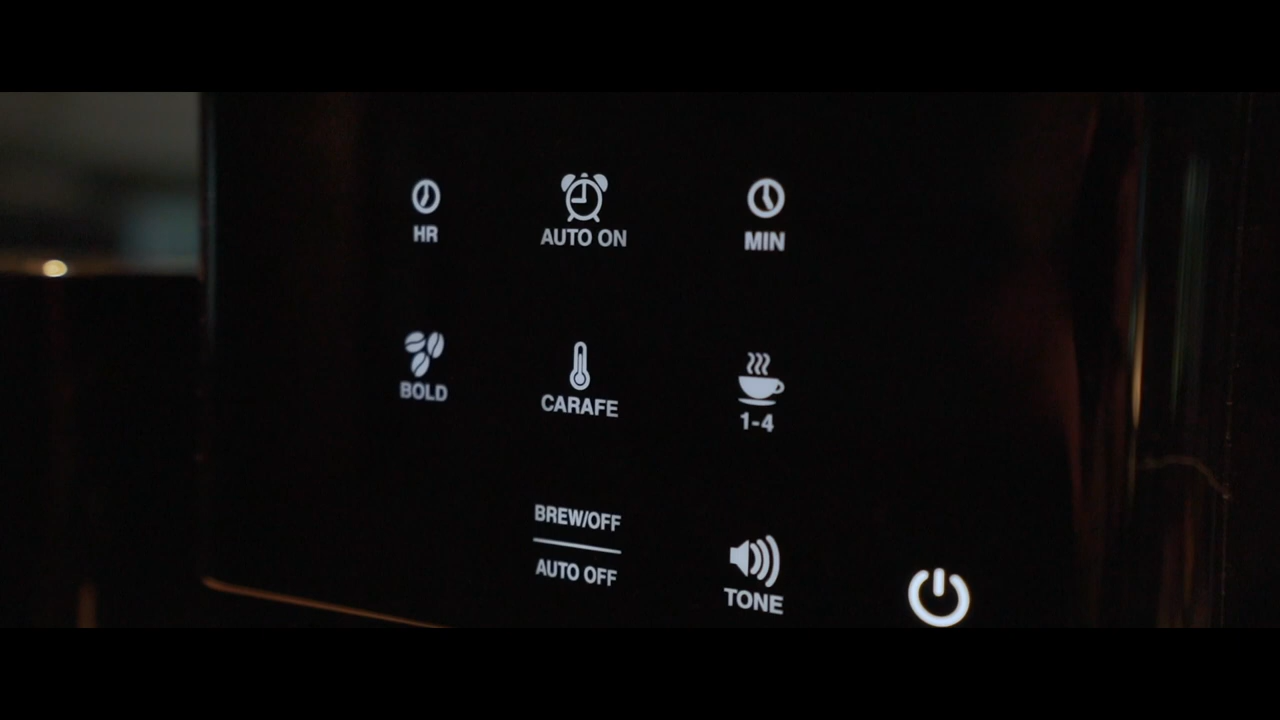 HR
AUTO ON
MIN
BOLD
CARAFE
1-4
BREW/OFF
AUTO OFF
TONE